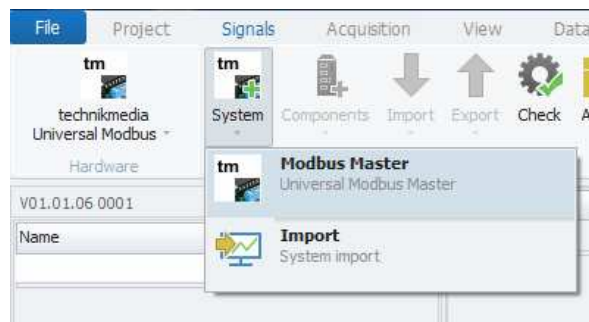 File Project Signals Acquisition View Data
tm tm
technikmedia System Components Import Export Check
Universal Modbus
Hardware
tm Modbus Master
Universal Modbus Master
V01.01.06 0001
Name
Import
System import